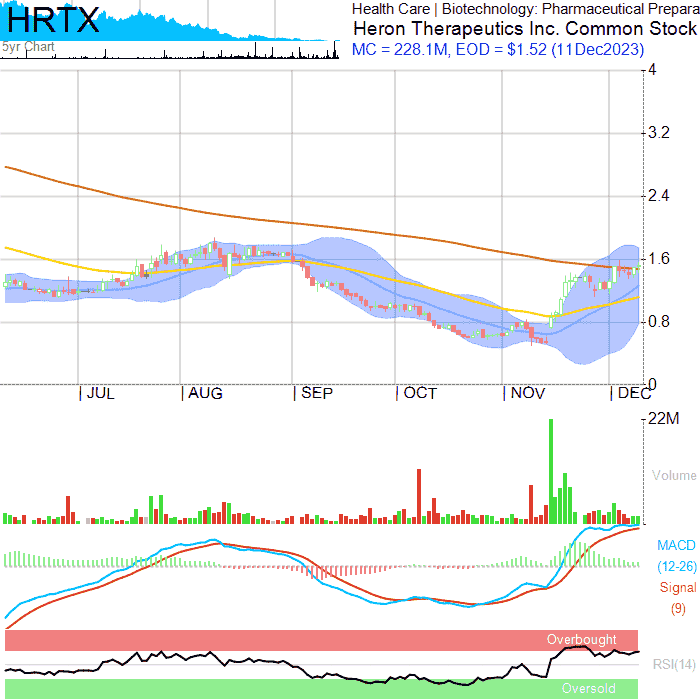 HRTX
Health Care | Biotechnology: Pharmaceutical Prepara
Heron Therapeutics Inc. Common Stock
5yr Chart
MC = 228.1M, EOD = $1.52 (11Dec2023)
4
3.2
2.4
1.6
0.8
0
| JUL
| AUG
| SEP
| OCT
| NOV
| DEC
22M
Volume
MACD
(12-26)
Signal
(9)
Overbought
RSI(14)
Oversold